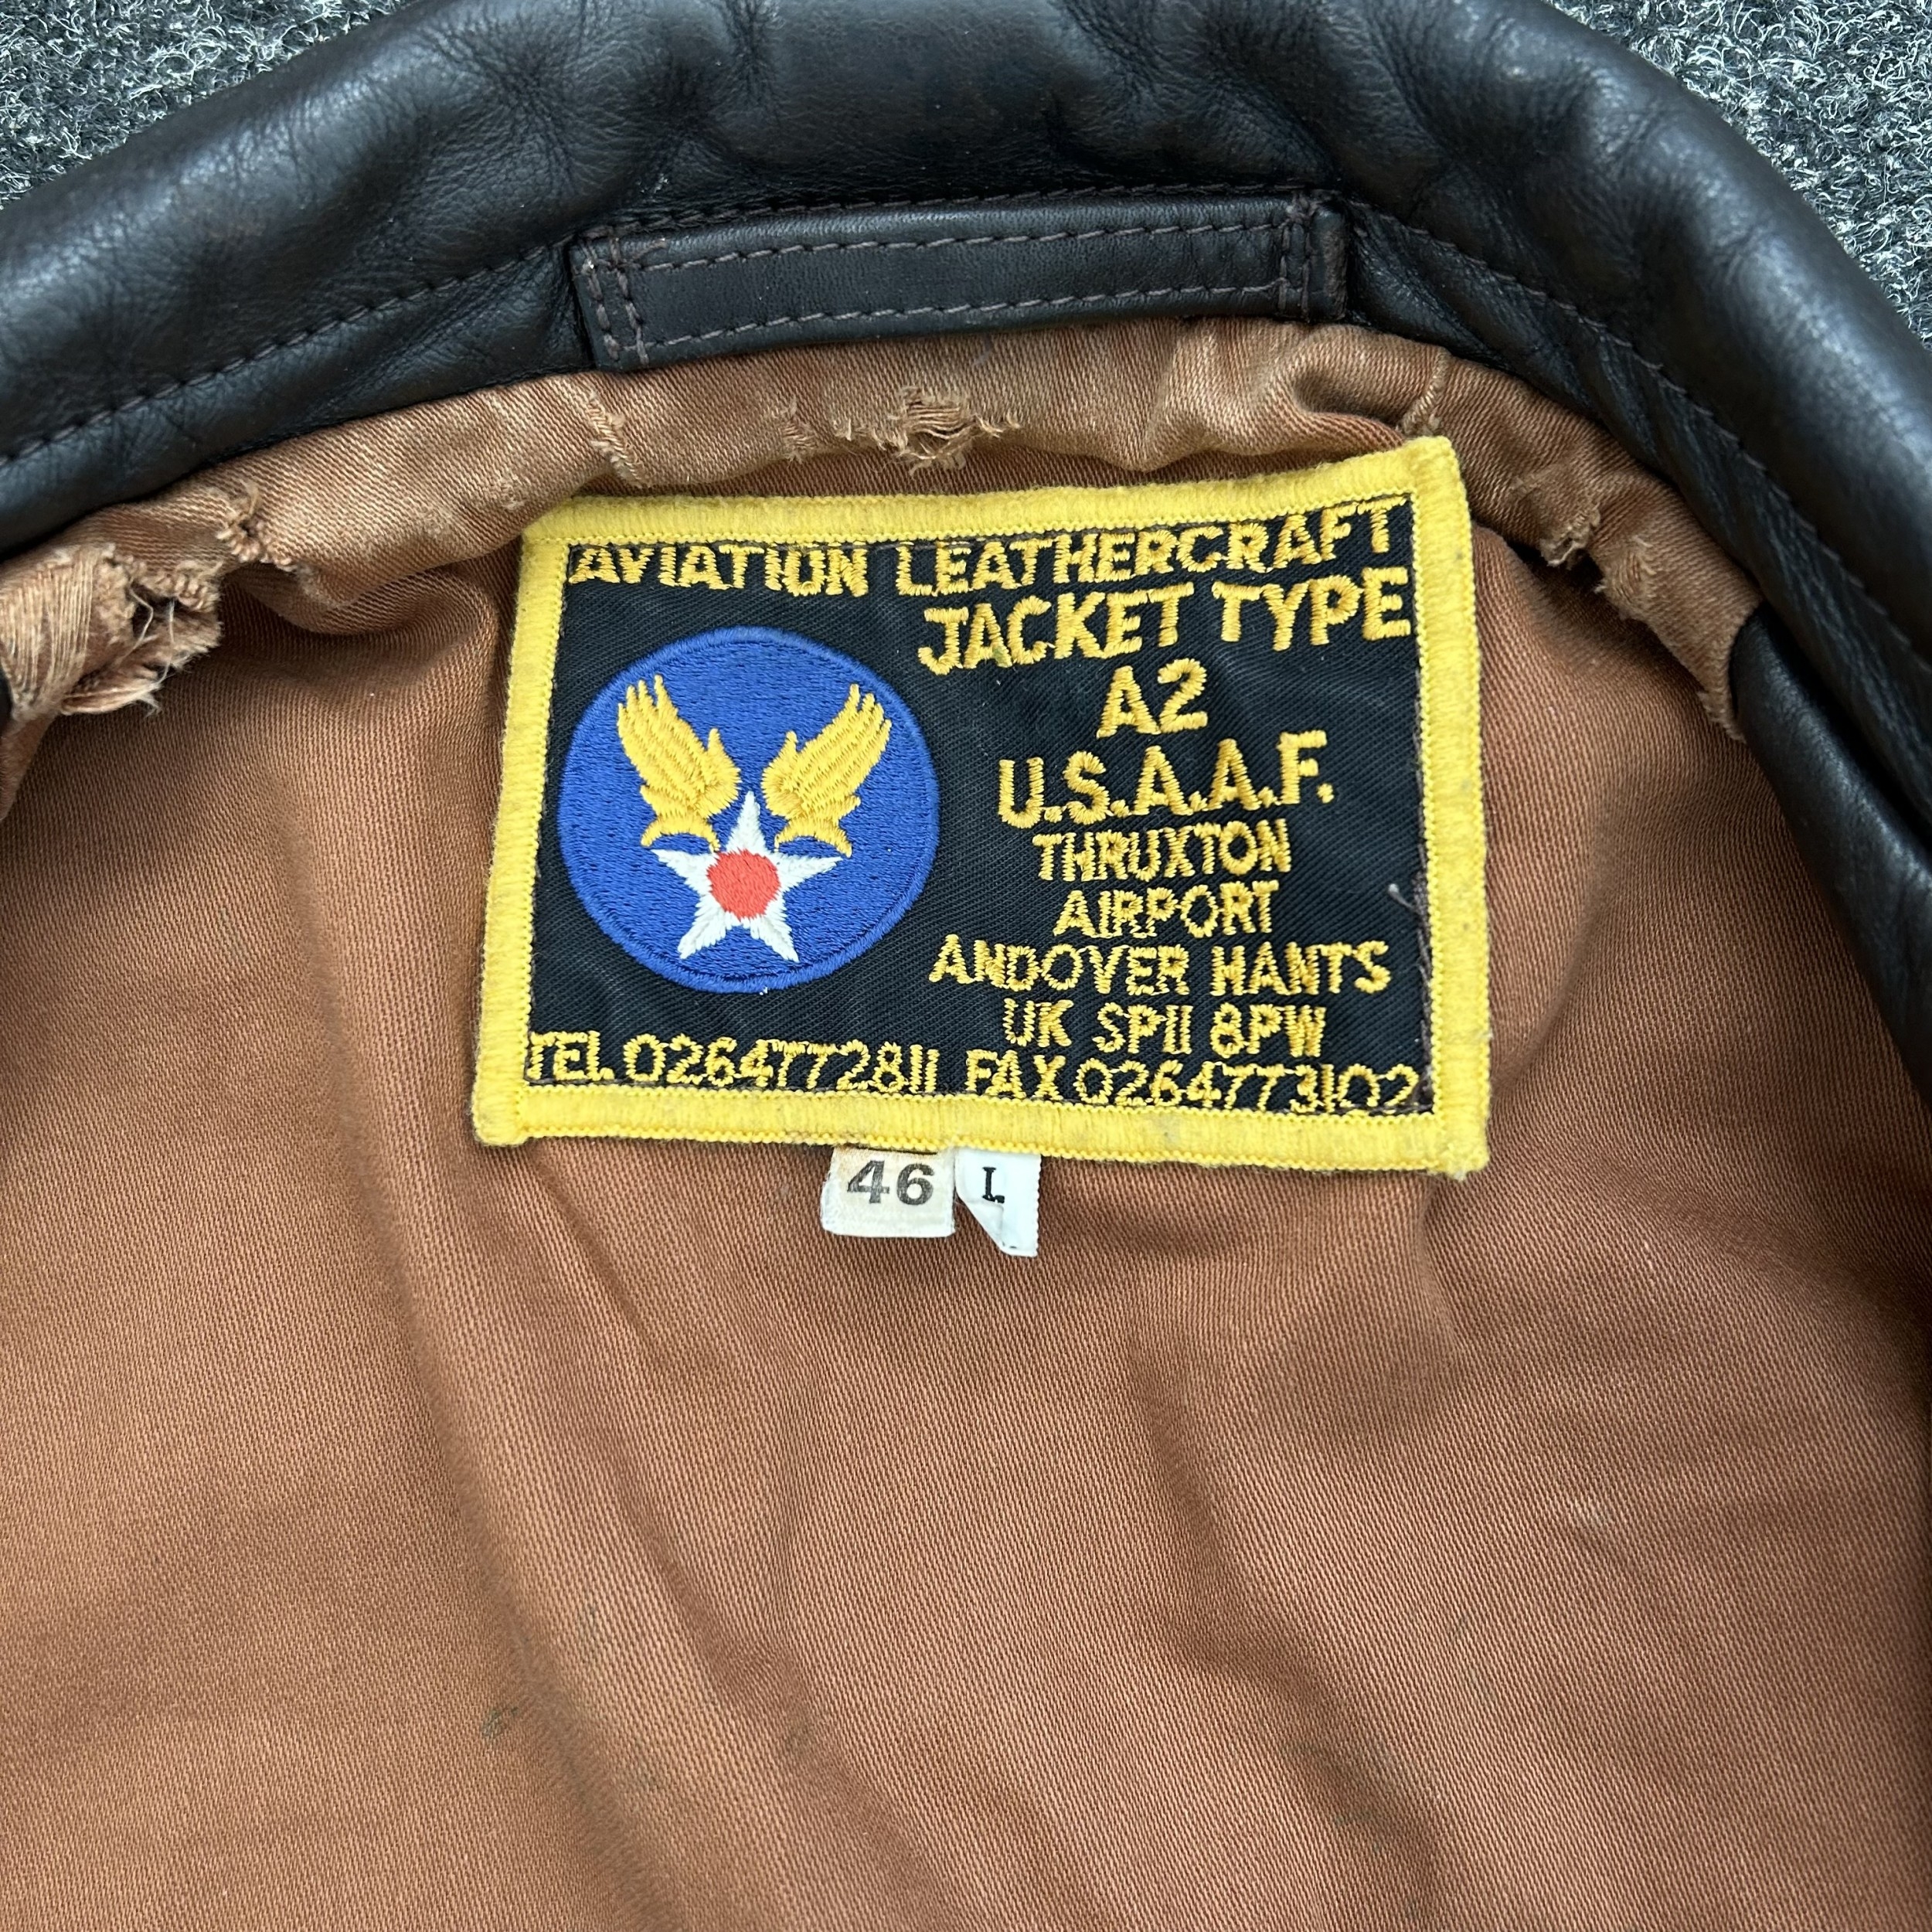 AVIATION LEATHERCRAFT
JACKET TYPE
A2
U.S.A.A.F.
THRUXTON
AIRPORT
ANDOVER HANTS
UK SP11 8PW
TEL 0264772811 FAX 0264773102
46 L